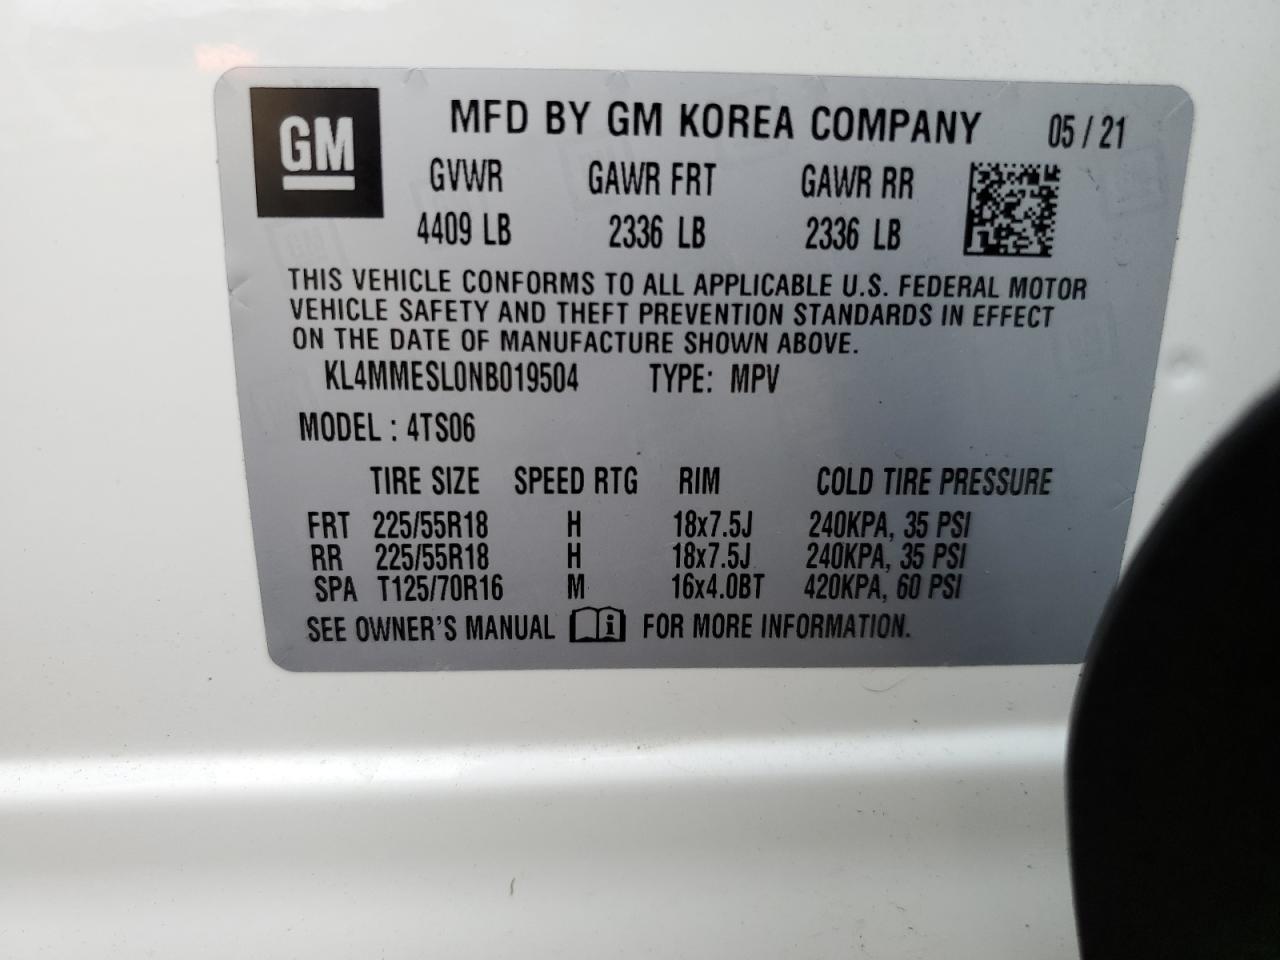 GM
MFD BY GM KOREA COMPANY 05 / 21
GVWR GAWR FRT GAWR RR
4409 LB 2336 LB 2336 LB
THIS VEHICLE CONFORMS TO ALL APPLICABLE U.S. FEDERAL MOTOR
VEHICLE SAFETY AND THEFT PREVENTION STANDARDS IN EFFECT
ON THE DATE OF MANUFACTURE SHOWN ABOVE.
KL4MMESL0NB019504 TYPE: MPV
MODEL : 4TS06
TIRE SIZE SPEED RTG RIM COLD TIRE PRESSURE
FRT 225/55R18 H 18x7.5J 240KPA, 35 PSI
RR 225/55R18 H 18x7.5J 240KPA, 35 PSI
SPA T125/70R16 M 16x4.0BT 420KPA, 60 PSI
SEE OWNER'S MANUAL i FOR MORE INFORMATION.